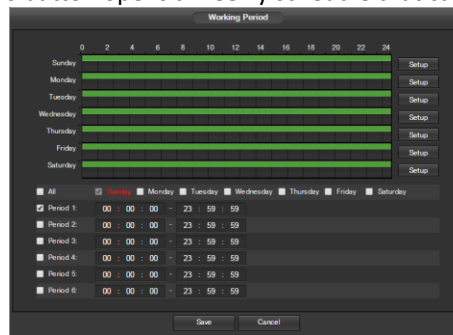 Working Period
0 2 4 6 8 10 12 14 16 18 20 22 24
Sunday Setup
Monday Setup
Tuesday Setup
Wednesday Setup
Thursday Setup
Friday Setup
Saturday Setup
All Sunday Monday Tuesday Wednesday Thursday Friday Saturday
Period 1: 00 : 00 : 00 - 23 : 59 : 59
Period 2: 00 : 00 : 00 - 23 : 59 : 59
Period 3: 00 : 00 : 00 - 23 : 59 : 59
Period 4: 00 : 00 : 00 - 23 : 59 : 59
Period 5: 00 : 00 : 00 - 23 : 59 : 59
Period 6: 00 : 00 : 00 - 23 : 59 : 59
Save Cancel